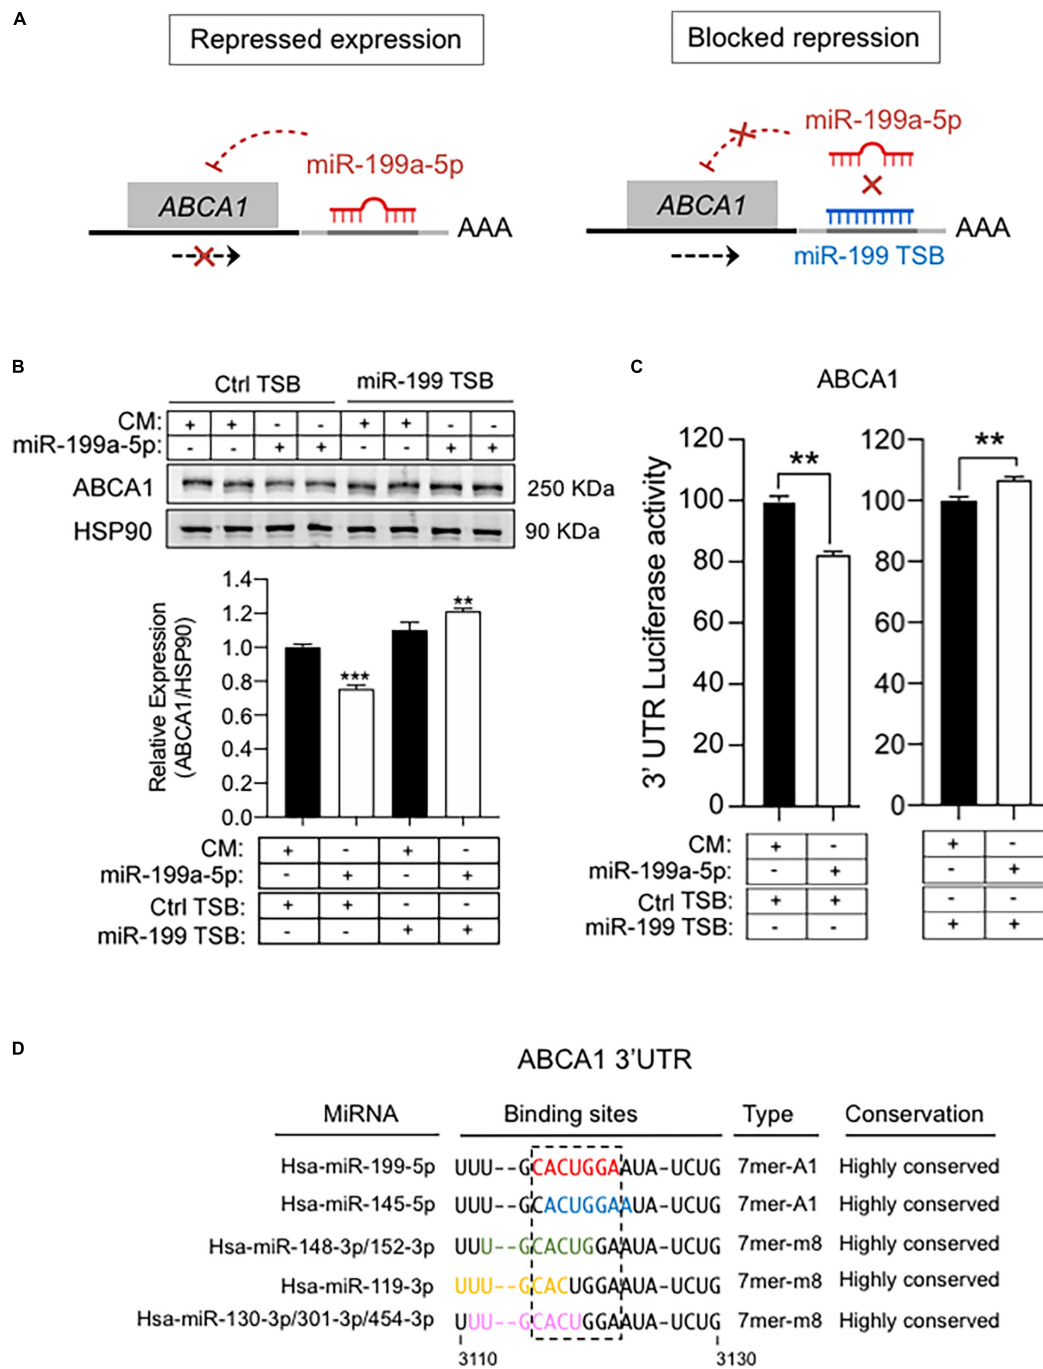 A
Repressed expression
Blocked repression
miR-199a-5p
ABCA1
AAA
miR-199a-5p
ABCA1
AAA
miR-199 TSB
B
Ctrl TSB
miR-199 TSB
CM: + + - - + + - -
miR-199a-5p: - - + + - - + +
ABCA1
250 KDa
HSP90
90 KDa
Relative Expression
(ABCA1/HSP90)
1.4
1.2
1.0
0.8
0.6
0.4
0.2
0.0
***
**
CM: + - + -
miR-199a-5p: - + - +
Ctrl TSB: + + - -
miR-199 TSB: - - + +
C
ABCA1
3' UTR Luciferase activity
120
100
80
60
40
20
0
**
120
100
80
60
40
20
0
**
CM: + - + -
miR-199a-5p: - + - +
Ctrl TSB: + + - -
miR-199 TSB: - - + +
D
ABCA1 3'UTR
MiRNA Binding sites Type Conservation
Hsa-miR-199-5p UUU--GCACUGGAAUA-UCUG 7mer-A1 Highly conserved
Hsa-miR-145-5p UUU--GCACUGGAAUA-UCUG 7mer-A1 Highly conserved
Hsa-miR-148-3p/152-3p UUU--GCACUGGAAUA-UCUG 7mer-m8 Highly conserved
Hsa-miR-119-3p UUU--GCACUGGAAUA-UCUG 7mer-m8 Highly conserved
Hsa-miR-130-3p/301-3p/454-3p UUU--GCACUGGAAUA-UCUG 7mer-m8 Highly conserved
3110 3130